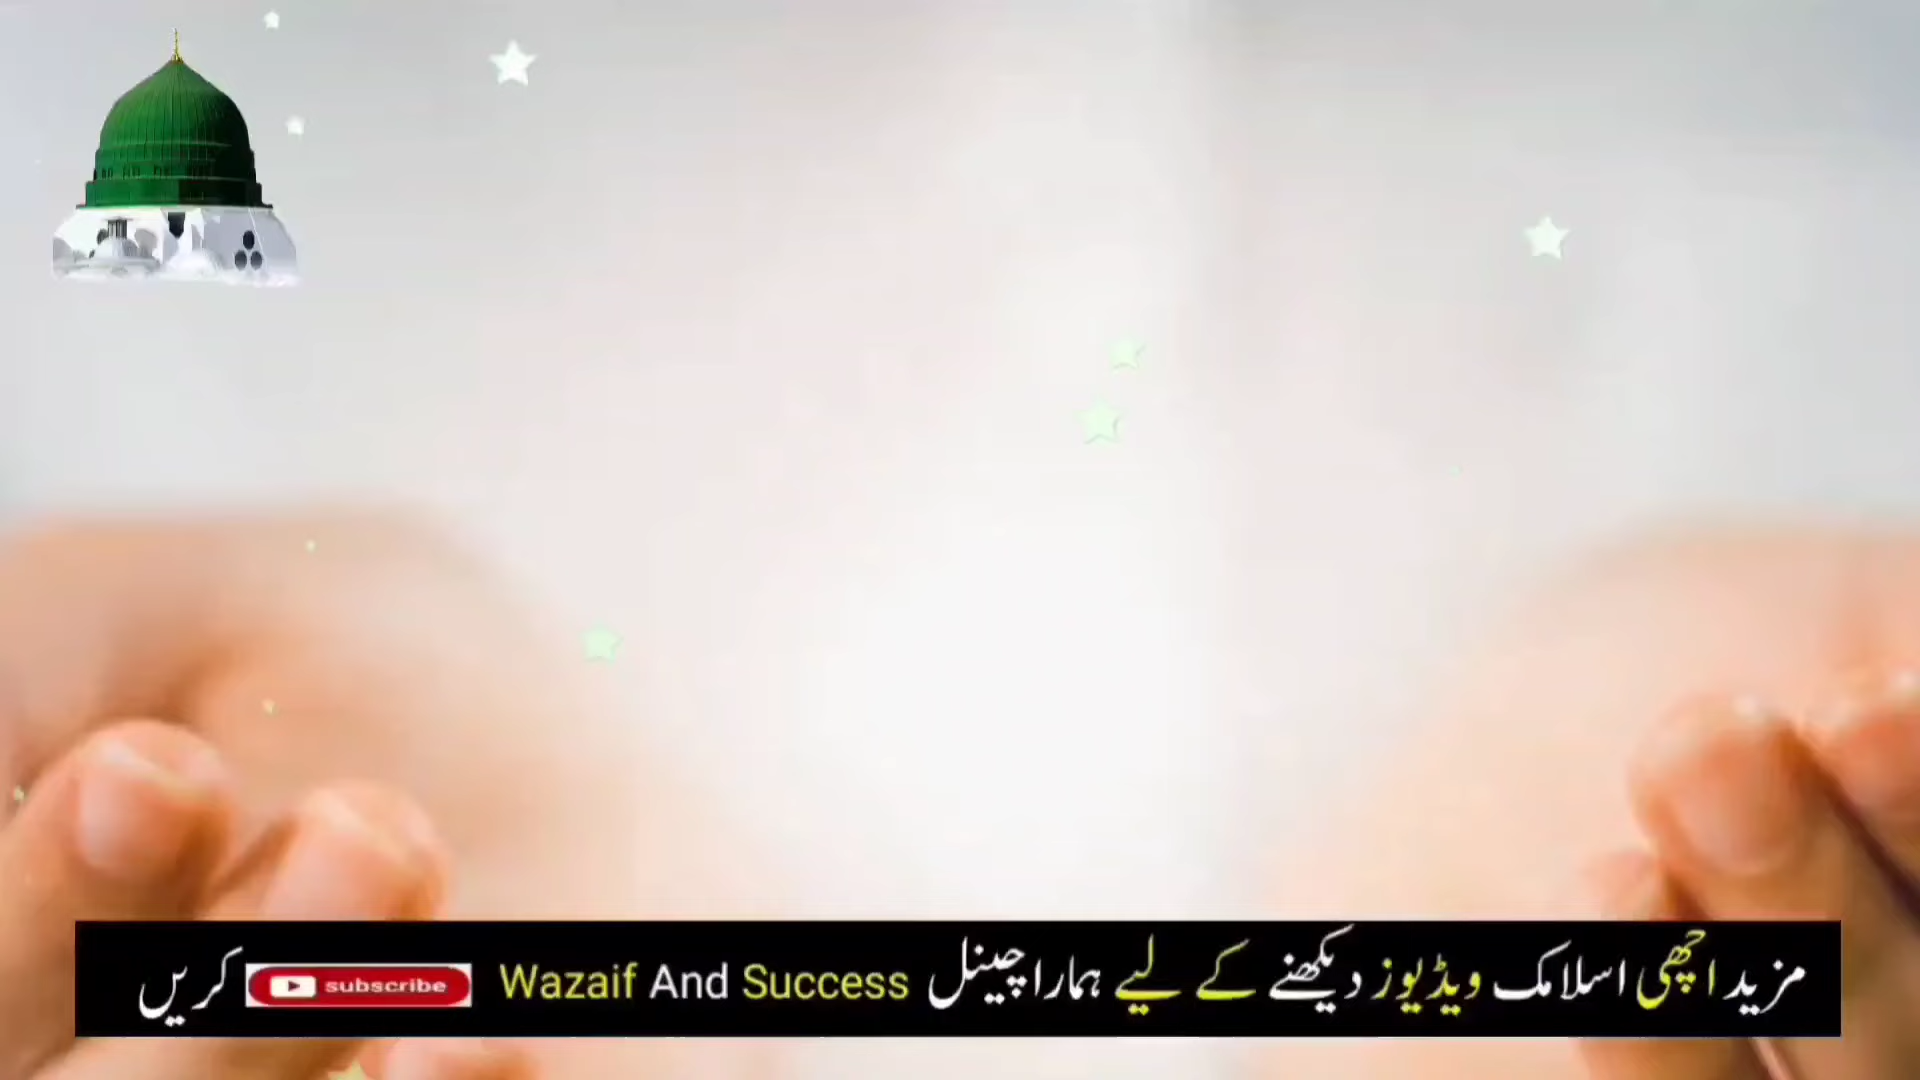 مزید اچھی اسلامک ویڈیوز دیکھنے کے لیے ہمارا چینل Wazaif And Success subscribe کریں